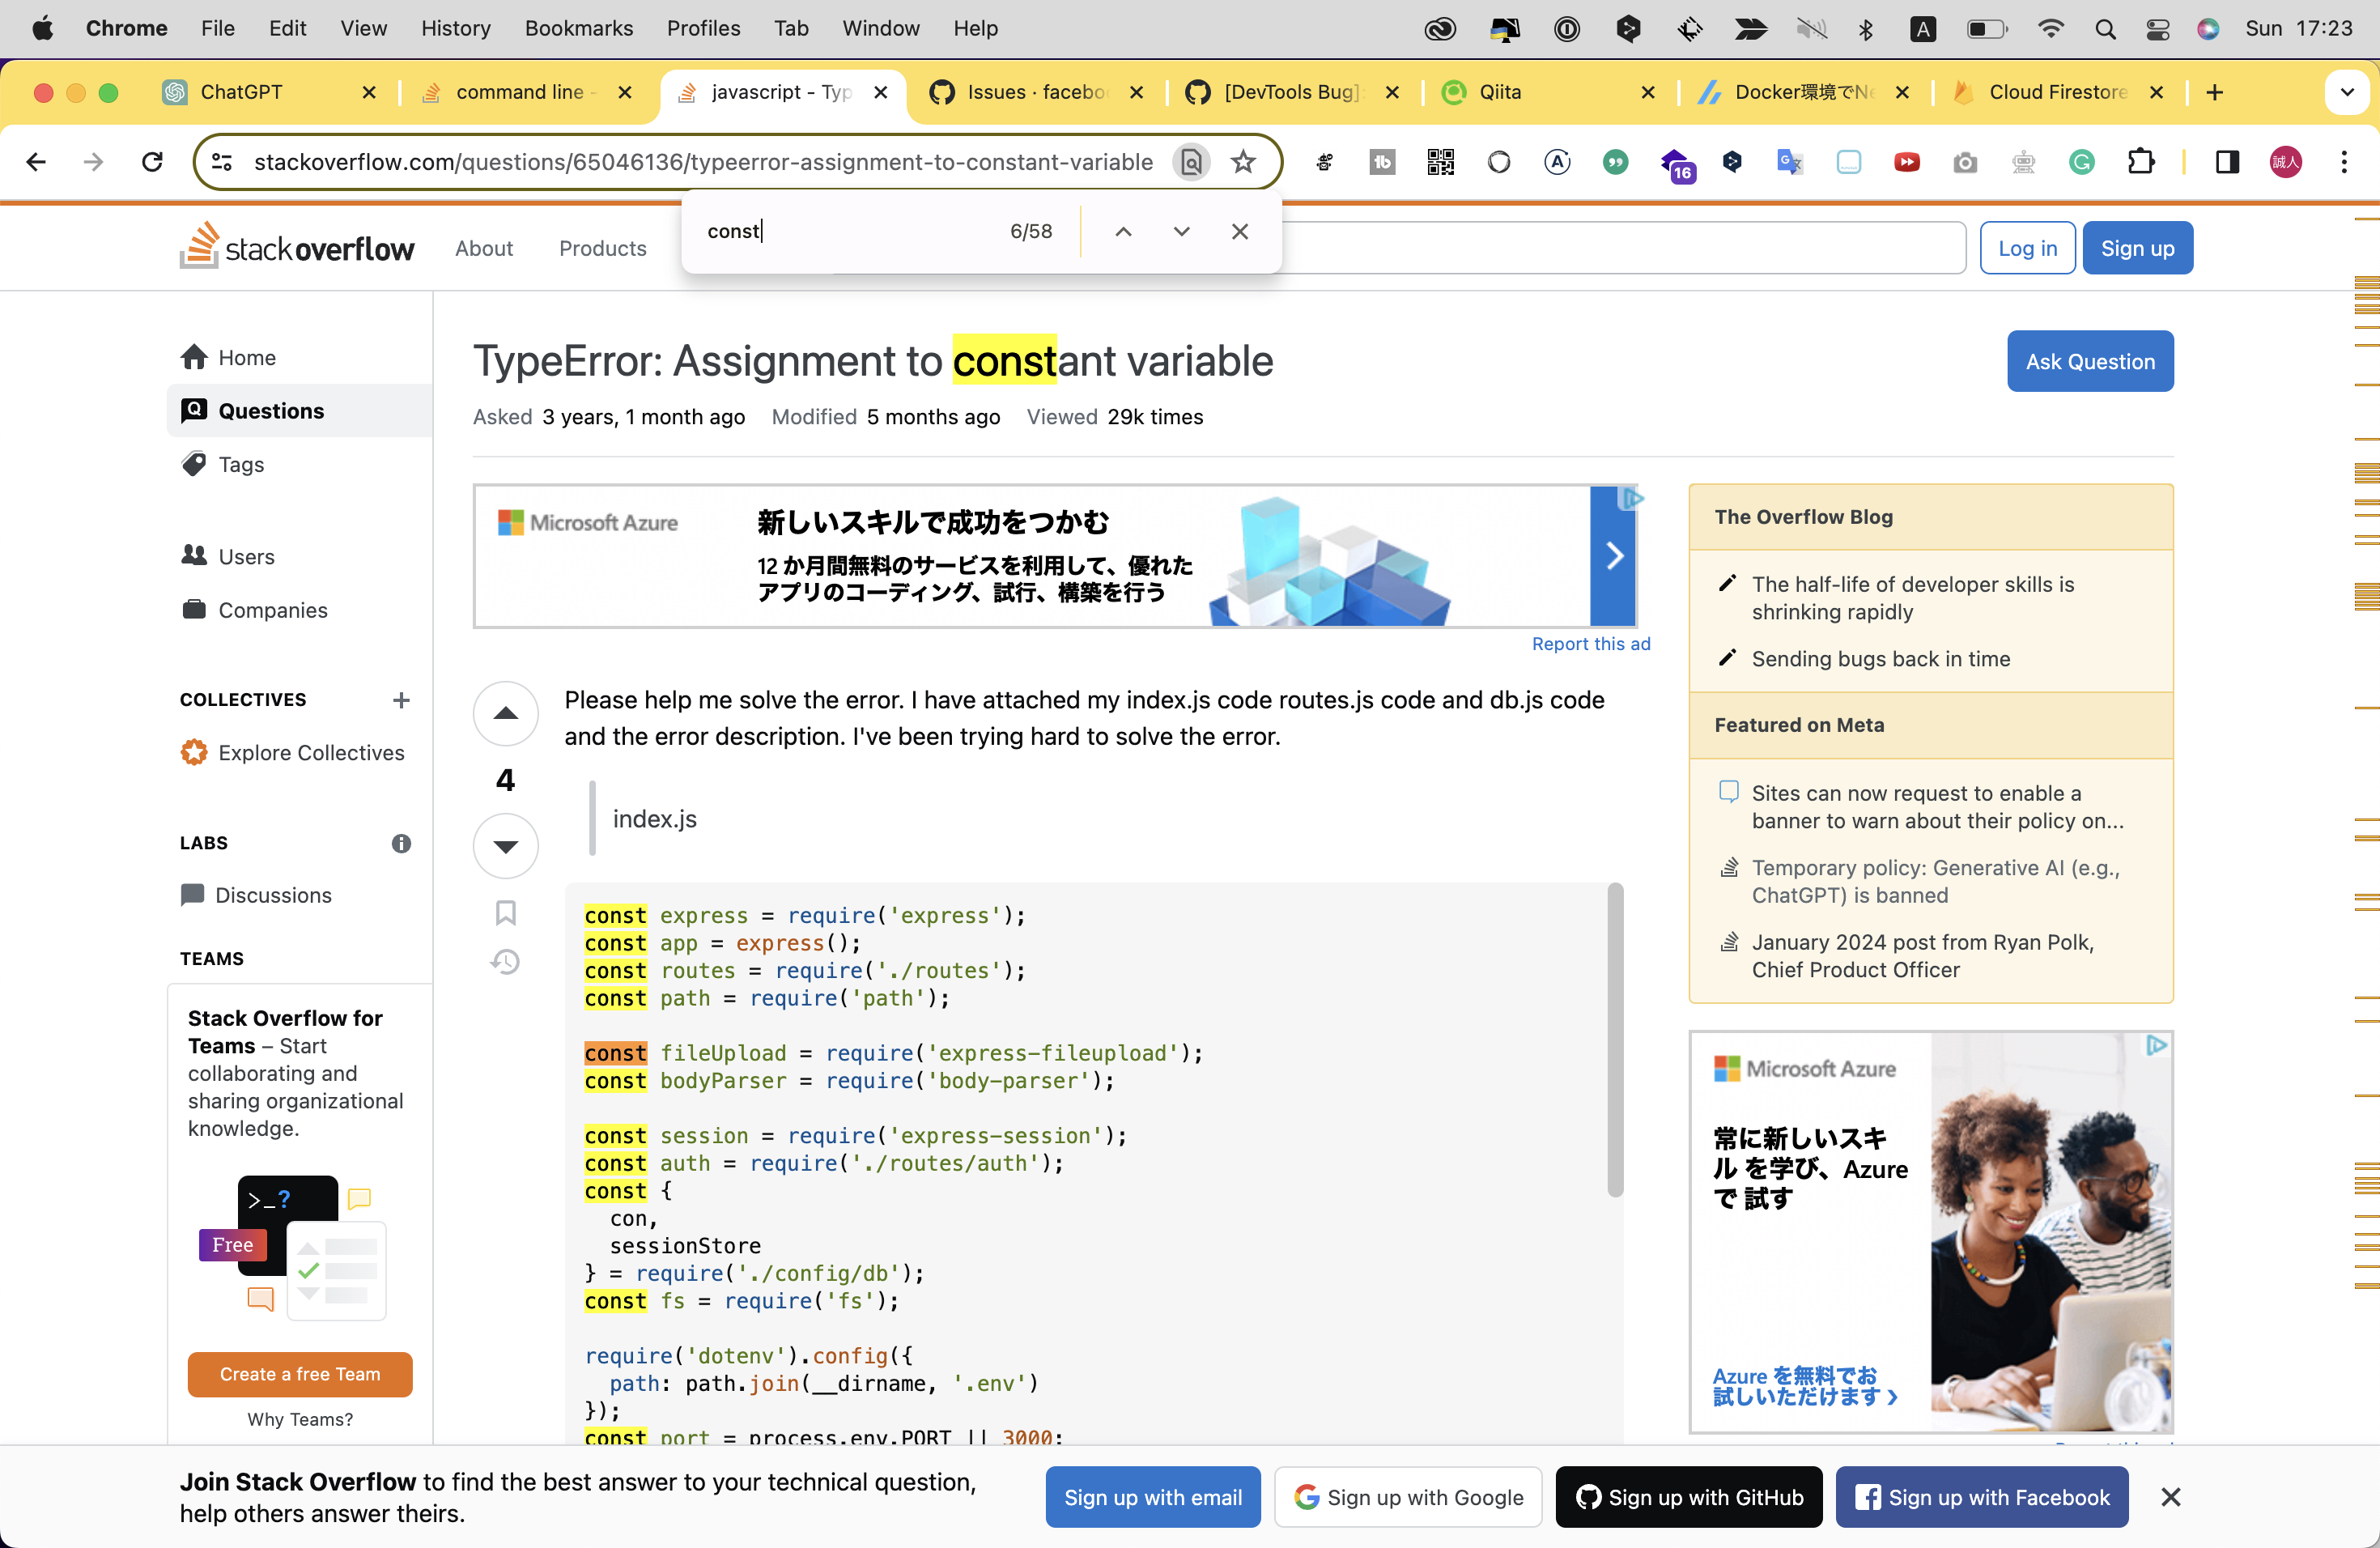 Chrome File Edit View History Bookmarks Profiles Tab Window Help
Sun 17:23
ChatGPT
command line -
javascript - Typ
Issues · facebo
[DevTools Bug]:
Qiita
Docker環境でNe
Cloud Firestore
stackoverflow.com/questions/65046136/typeerror-assignment-to-constant-variable
16
誠人
const
6/58
stackoverflow
About
Products
Log in
Sign up
Home
Questions
Tags
Users
Companies
COLLECTIVES
Explore Collectives
LABS
Discussions
TEAMS
Stack Overflow for
Teams – Start
collaborating and
sharing organizational
knowledge.
>_?
Free
Create a free Team
Why Teams?
TypeError: Assignment to constant variable
Ask Question
Asked 3 years, 1 month ago Modified 5 months ago Viewed 29k times
Microsoft Azure
新しいスキルで成功をつかむ
12 か月間無料のサービスを利用して、優れた
アプリのコーディング、試行、構築を行う
Report this ad
4
Please help me solve the error. I have attached my index.js code routes.js code and db.js code
and the error description. I've been trying hard to solve the error.
index.js
const express = require('express');
const app = express();
const routes = require('./routes');
const path = require('path');
const fileUpload = require('express-fileupload');
const bodyParser = require('body-parser');
const session = require('express-session');
const auth = require('./routes/auth');
const {
con,
sessionStore
} = require('./config/db');
const fs = require('fs');
require('dotenv').config({
path: path.join(__dirname, '.env')
});
const port = process.env.PORT || 3000;
The Overflow Blog
The half-life of developer skills is
shrinking rapidly
Sending bugs back in time
Featured on Meta
Sites can now request to enable a
banner to warn about their policy on...
Temporary policy: Generative AI (e.g.,
ChatGPT) is banned
January 2024 post from Ryan Polk,
Chief Product Officer
Microsoft Azure
常に新しいスキ
ル を学び、Azure
で 試す
Azure を無料でお
試しいただけます
Join Stack Overflow to find the best answer to your technical question,
help others answer theirs.
Sign up with email
Sign up with Google
Sign up with GitHub
Sign up with Facebook